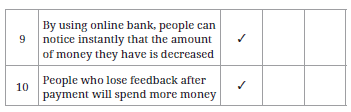 By using online bank, people can
9 notice instantly that the amount ✓
of money they have is decreased
10 People who lose feedback after ✓
payment will spend more money